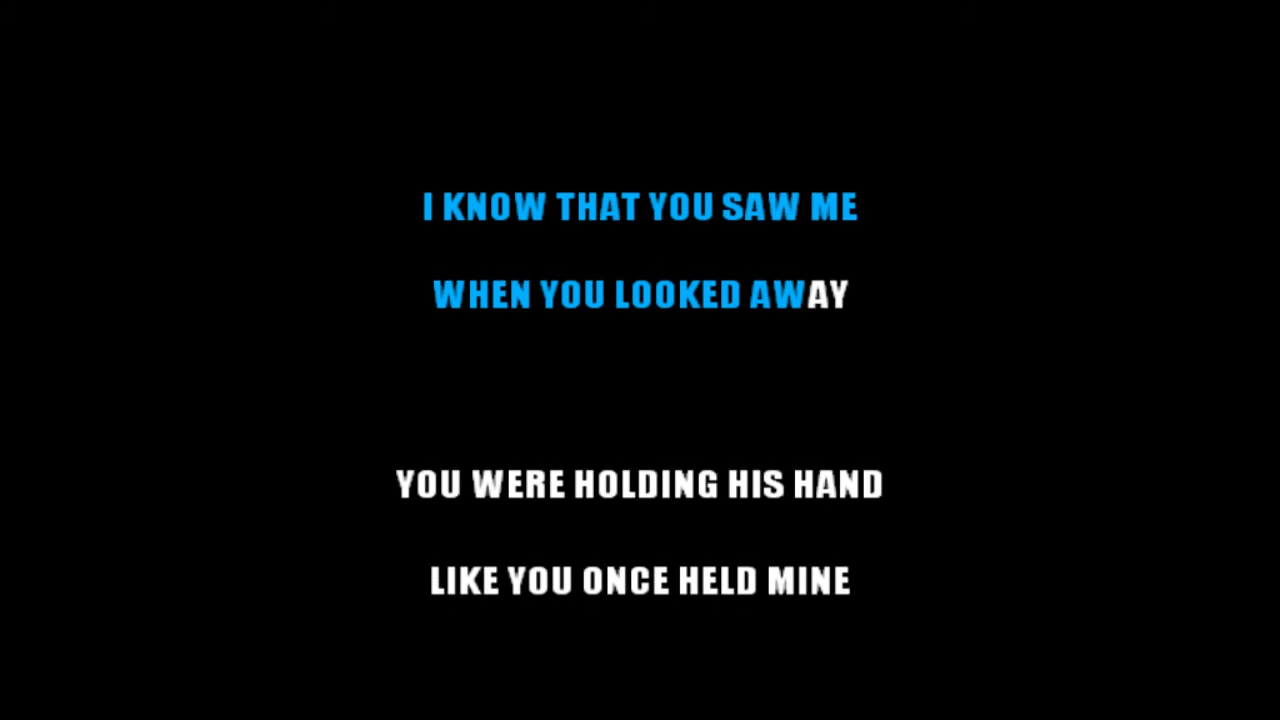 I KNOW THAT YOU SAW ME
WHEN YOU LOOKED AWAY
YOU WERE HOLDING HIS HAND
LIKE YOU ONCE HELD MINE